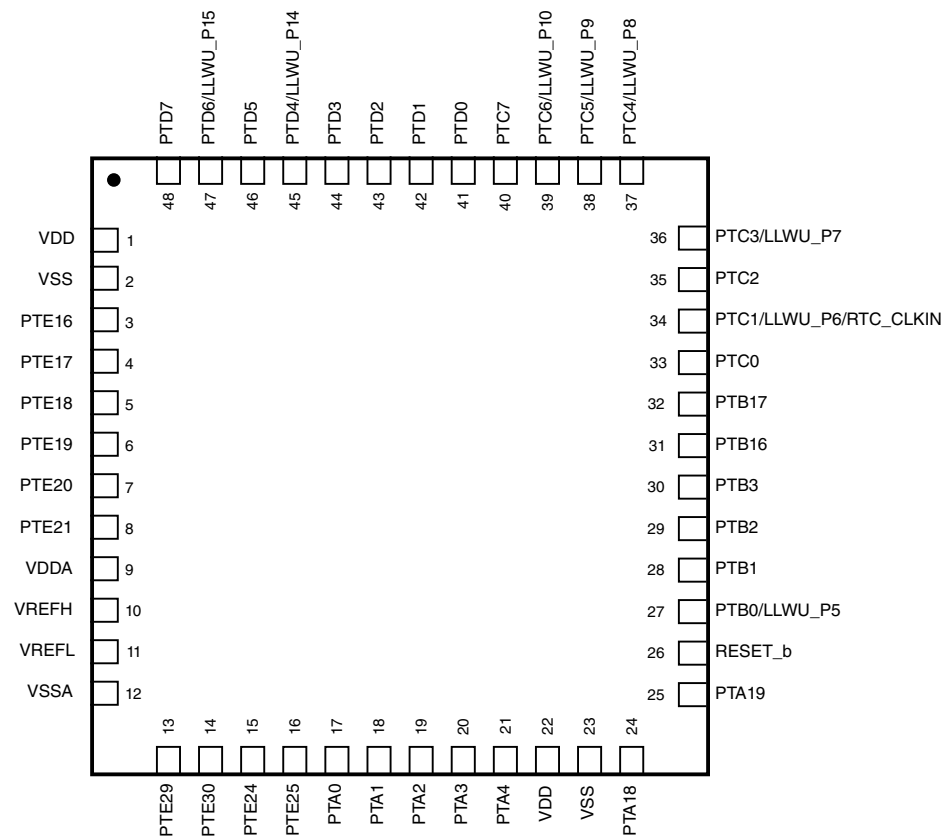 PTD7
PTD6/LLWU_P15
PTD5
PTD4/LLWU_P14
PTD3
PTD2
PTD1
PTD0
PTC7
PTC6/LLWU_P10
PTC5/LLWU_P9
PTC4/LLWU_P8
48 47 46 45 44 43 42 41 40 39 38 37
VDD 1 36 PTC3/LLWU_P7
VSS 2 35 PTC2
PTE16 3 34 PTC1/LLWU_P6/RTC_CLKIN
PTE17 4 33 PTC0
PTE18 5 32 PTB17
PTE19 6 31 PTB16
PTE20 7 30 PTB3
PTE21 8 29 PTB2
VDDA 9 28 PTB1
VREFH 10 27 PTB0/LLWU_P5
VREFL 11 26 RESET_b
VSSA 12 25 PTA19
13 14 15 16 17 18 19 20 21 22 23 24
PTE29
PTE30
PTE24
PTE25
PTA0
PTA1
PTA2
PTA3
PTA4
VDD
VSS
PTA18